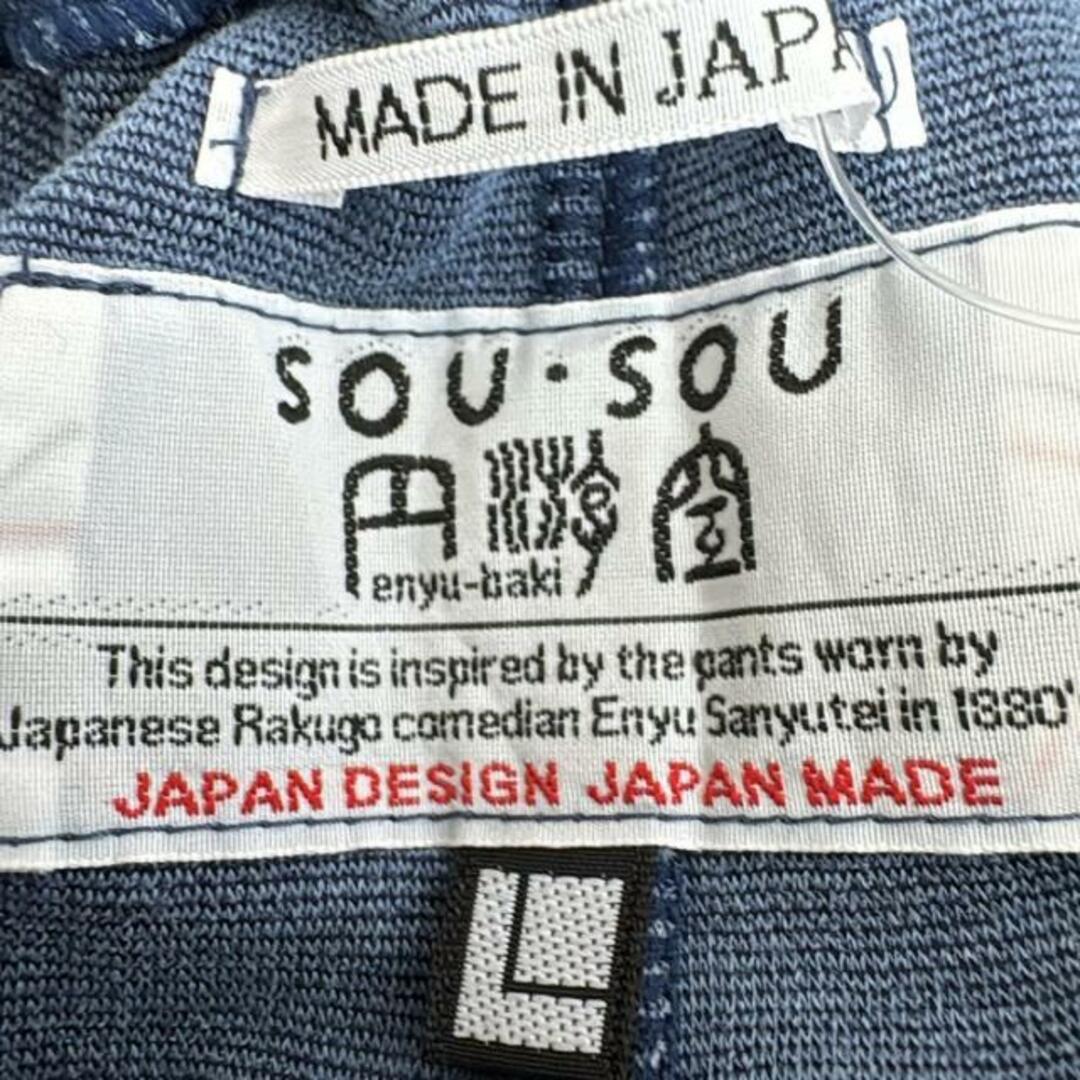 MADE IN JAPA
SOU・SOU
enyu-baki
This design is inspired by the pants worn by
Japanese Rakugo comedian Enyu Sanyutei in 1880'
JAPAN DESIGN JAPAN MADE
L